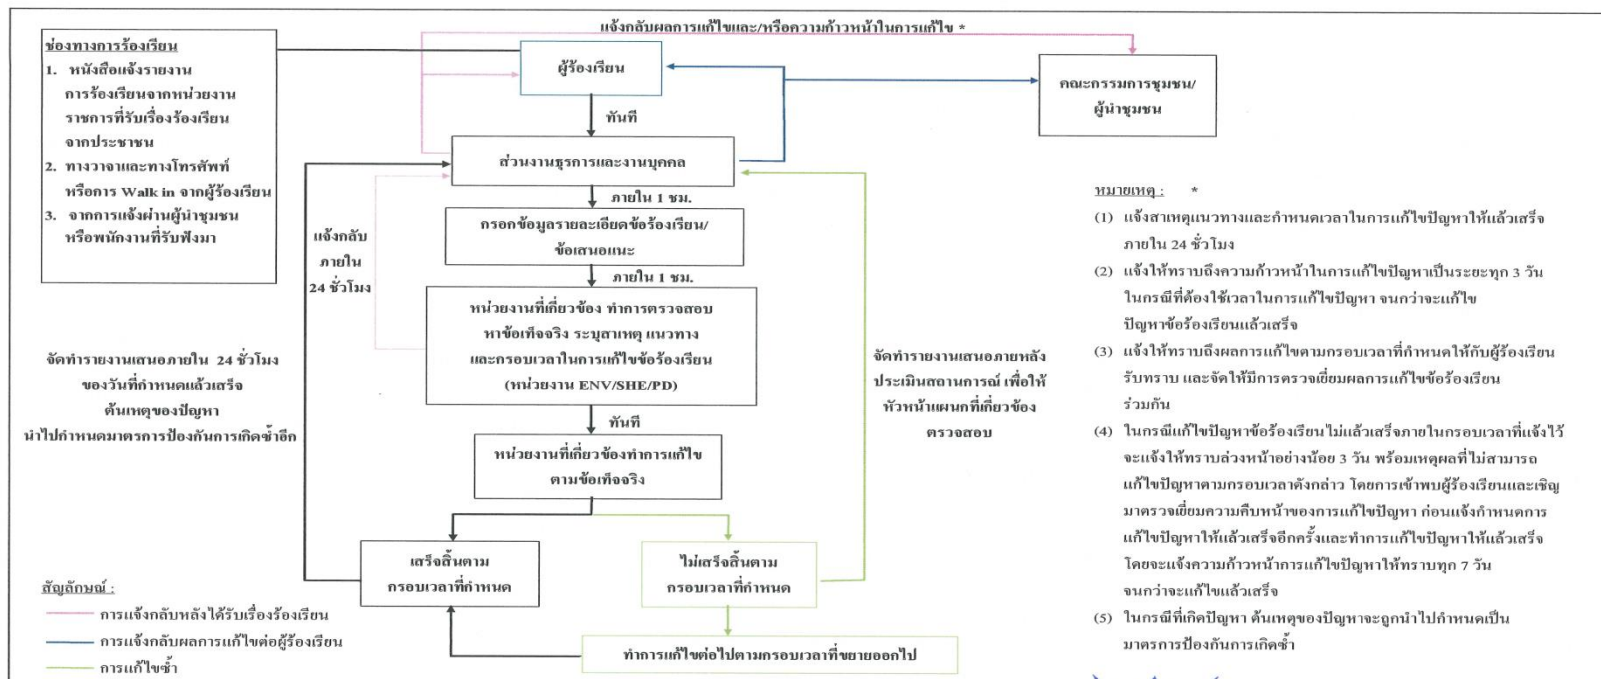 แจ้งกลับผลการแก้ไขและ/หรือความก้าวหน้าในการแก้ไข *
ช่องทางการร้องเรียน
1. หนังสือแจ้งรายงาน
การร้องเรียนจากหน่วยงาน
ราชการที่รับเรื่องร้องเรียน
จากประชาชน
2. ทางวาจาและทางโทรศัพท์
หรือการ Walk in จากผู้ร้องเรียน
3. จากการแจ้งผ่านผู้นำชุมชน
หรือพนักงานที่รับฟังมา
ผู้ร้องเรียน
คณะกรรมการชุมชน/
ผู้นำชุมชน
ทันที
ส่วนงานธุรการและงานบุคคล
ภายใน 1 ชม.
กรอกข้อมูลรายละเอียดข้อร้องเรียน/
ข้อเสนอแนะ
แจ้งกลับ
ภายใน
24 ชั่วโมง
ภายใน 1 ชม.
หน่วยงานที่เกี่ยวข้อง ทำการตรวจสอบ
หาข้อเท็จจริง ระบุสาเหตุ แนวทาง
และกรอบเวลาในการแก้ไขข้อร้องเรียน
(หน่วยงาน ENV/SHE/PD)
จัดทำรายงานเสนอภายใน 24 ชั่วโมง
ของวันที่กำหนดแล้วเสร็จ
ต้นเหตุของปัญหา
นำไปกำหนดมาตรการป้องกันการเกิดซ้ำอีก
จัดทำรายงานเสนอภายหลัง
ประเมินสถานการณ์ เพื่อให้
หัวหน้าแผนกที่เกี่ยวข้อง
ตรวจสอบ
ทันที
หน่วยงานที่เกี่ยวข้องทำการแก้ไข
ตามข้อเท็จจริง
เสร็จสิ้นตาม
กรอบเวลาที่กำหนด
ไม่เสร็จสิ้นตาม
กรอบเวลาที่กำหนด
ทำการแก้ไขต่อไปตามกรอบเวลาที่ขยายออกไป
สัญลักษณ์ :
การแจ้งกลับหลังได้รับเรื่องร้องเรียน
การแจ้งกลับผลการแก้ไขต่อผู้ร้องเรียน
การแก้ไขซ้ำ
หมายเหตุ : *
(1) แจ้งสาเหตุแนวทางและกำหนดเวลาในการแก้ไขปัญหาให้แล้วเสร็จ
ภายใน 24 ชั่วโมง
(2) แจ้งให้ทราบถึงความก้าวหน้าในการแก้ไขปัญหาเป็นระยะทุก 3 วัน
ในกรณีที่ต้องใช้เวลาในการแก้ไขปัญหา จนกว่าจะแก้ไข
ปัญหาข้อร้องเรียนแล้วเสร็จ
(3) แจ้งให้ทราบถึงผลการแก้ไขตามกรอบเวลาที่กำหนดให้กับผู้ร้องเรียน
รับทราบ และจัดให้มีการตรวจเยี่ยมผลการแก้ไขข้อร้องเรียน
ร่วมกัน
(4) ในกรณีแก้ไขปัญหาข้อร้องเรียนไม่แล้วเสร็จภายในกรอบเวลาที่แจ้งไว้
จะแจ้งให้ทราบล่วงหน้าอย่างน้อย 3 วัน พร้อมเหตุผลที่ไม่สามารถ
แก้ไขปัญหาตามกรอบเวลาดังกล่าว โดยการเข้าพบผู้ร้องเรียนและเชิญ
มาตรวจเยี่ยมความคืบหน้าของการแก้ไขปัญหา ก่อนแจ้งกำหนดการ
แก้ไขปัญหาให้แล้วเสร็จอีกครั้งและทำการแก้ไขปัญหาให้แล้วเสร็จ
โดยจะแจ้งความก้าวหน้าการแก้ไขปัญหาให้ทราบทุก 7 วัน
จนกว่าจะแก้ไขแล้วเสร็จ
(5) ในกรณีที่เกิดปัญหา ต้นเหตุของปัญหาจะถูกนำไปกำหนดเป็น
มาตรการป้องกันการเกิดซ้ำ